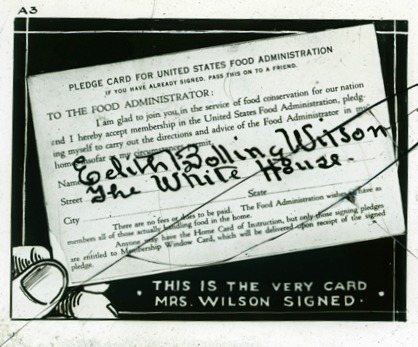 A3
PLEDGE CARD FOR UNITED STATES FOOD ADMINISTRATION
IF YOU HAVE ALREADY SIGNED, PASS THIS ON TO A FRIEND.
TO THE FOOD ADMINISTRATOR:
I am glad to join you in the service of food conservation for our nation
and I hereby accept membership in the United States Food Administration, pledg-
ing myself to carry out the directions and advice of the Food Administrator in my
home, insofar as my circumstances permit.
Name Edith Bolling Wilson
Street The White House.
City State
There are no fees or dues to be paid. The Food Administration wishes to have as
members all of those actually handling food in the home.
Anyone may have the Home Card of Instruction, but only those signing pledges
are entitled to Membership Window Card, which will be delivered upon receipt of the signed
pledge.
· THIS IS THE VERY CARD
MRS. WILSON SIGNED ·